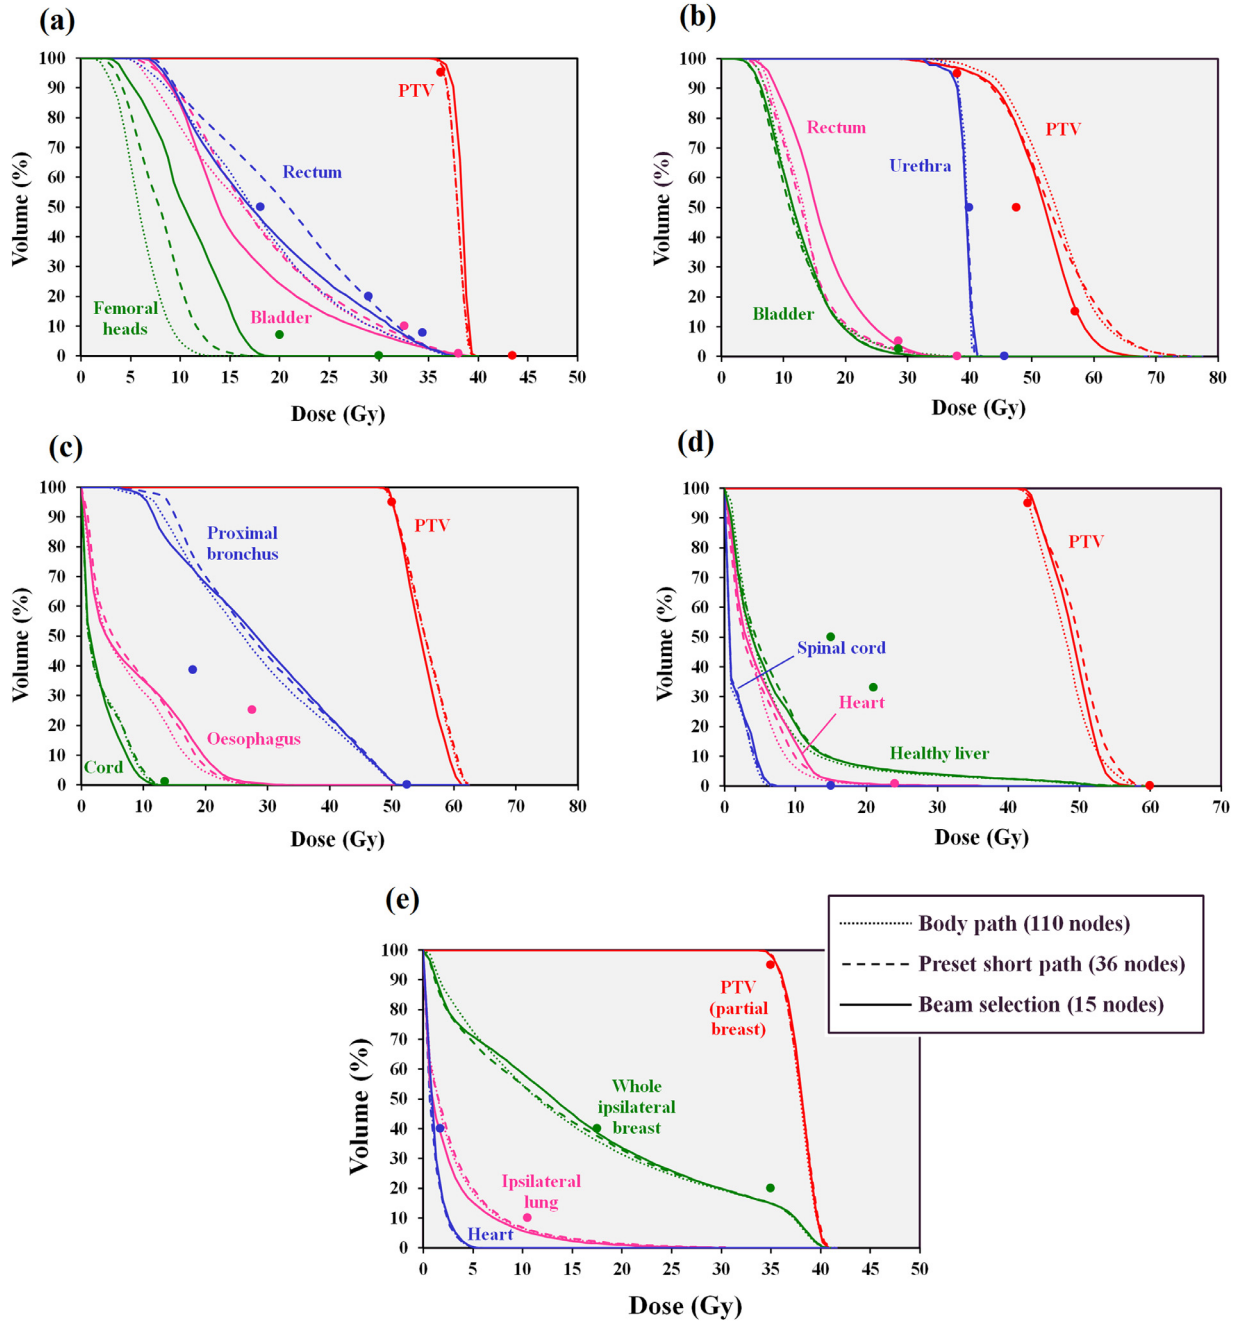 (a)
100
90
80
70
60
50
40
30
20
10
0
Volume (%)
PTV
Rectum
Femoral
heads
Bladder
0 5 10 15 20 25 30 35 40 45 50
Dose (Gy)
(b)
100
90
80
70
60
50
40
30
20
10
0
Volume (%)
Rectum
Urethra
PTV
Bladder
0 10 20 30 40 50 60 70 80
Dose (Gy)
(c)
100
90
80
70
60
50
40
30
20
10
0
Volume (%)
Proximal
bronchus
PTV
Oesophagus
Cord
0 10 20 30 40 50 60 70 80
Dose (Gy)
(d)
100
90
80
70
60
50
40
30
20
10
0
Volume (%)
PTV
Spinal cord
Heart
Healthy liver
0 10 20 30 40 50 60 70
Dose (Gy)
(e)
100
90
80
70
60
50
40
30
20
10
0
Volume (%)
PTV
(partial
breast)
Whole
ipsilateral
breast
Ipsilateral
lung
Heart
0 5 10 15 20 25 30 35 40 45 50
Dose (Gy)
Body path (110 nodes)
Preset short path (36 nodes)
Beam selection (15 nodes)